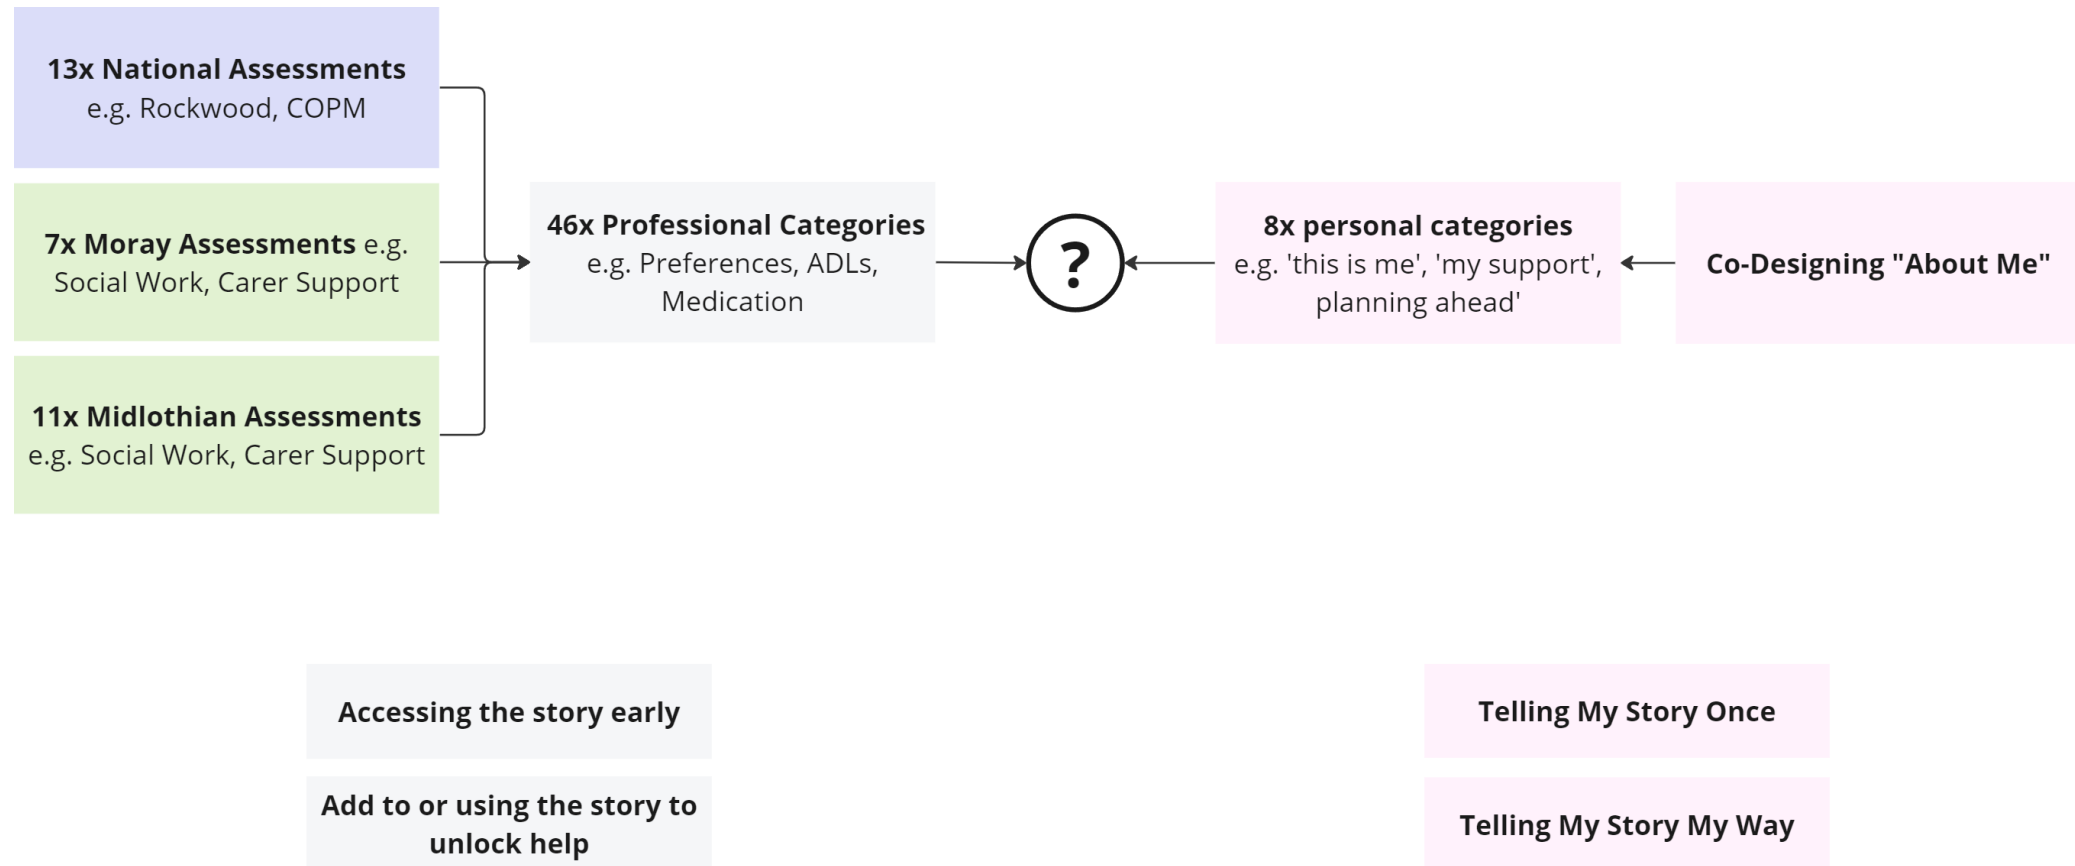 13x National Assessments
e.g. Rockwood, COPM
7x Moray Assessments e.g.
Social Work, Carer Support
11x Midlothian Assessments
e.g. Social Work, Carer Support
46x Professional Categories
e.g. Preferences, ADLs,
Medication
?
8x personal categories
e.g. 'this is me', 'my support',
planning ahead'
Co-Designing "About Me"
Accessing the story early
Add to or using the story to
unlock help
Telling My Story Once
Telling My Story My Way